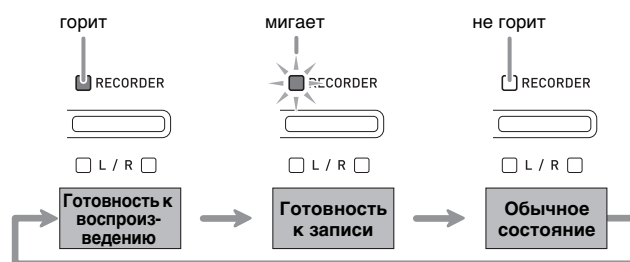 горит
мигает
не горит
RECORDER
RECORDER
RECORDER
L / R
L / R
L / R
Готовность к
воспроиз-
ведению
Готовность
к записи
Обычное
состояние